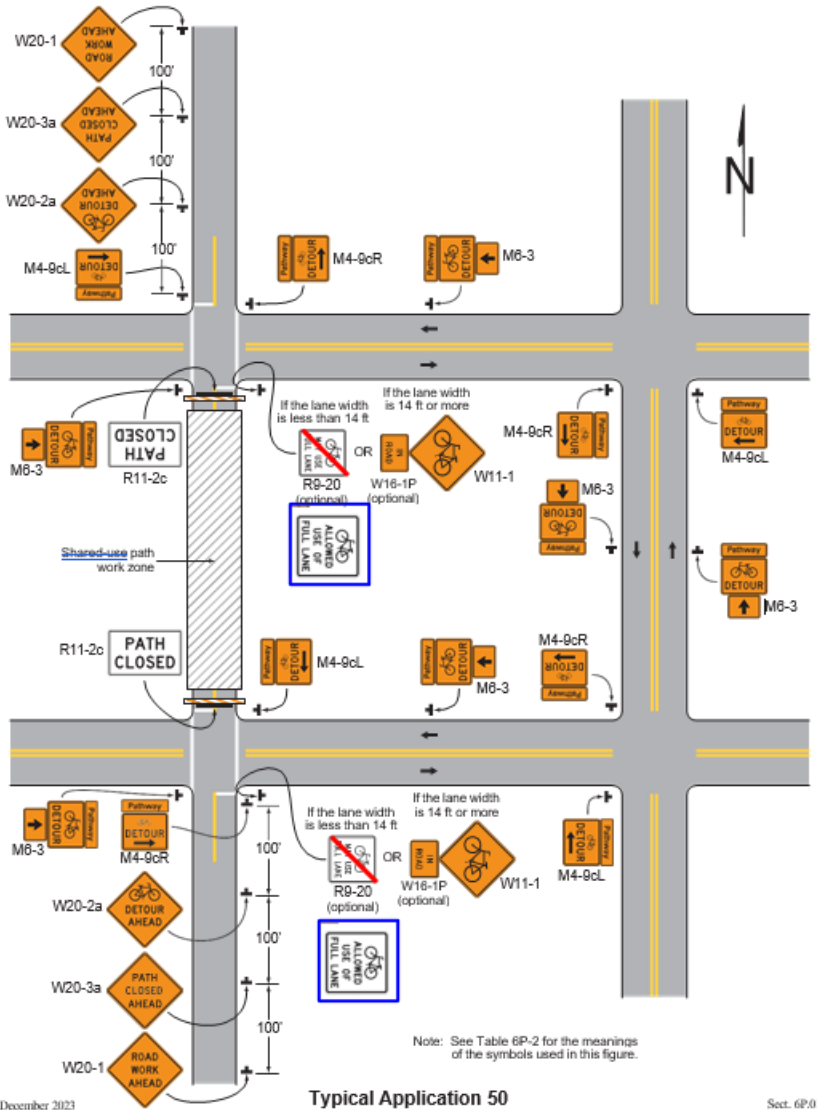 W20-1
ROAD
WORK
AHEAD
100'
W20-3a
PATH
CLOSED
AHEAD
100'
W20-2a
DETOUR
AHEAD
100'
M4-9cL
DETOUR
Pathway
Pathway
DETOUR
M4-9cR
Pathway
DETOUR
M6-3
N
M6-3
DETOUR
Pathway
PATH
CLOSED
R11-2c
If the lane width
is less than 14 ft
If the lane width
is 14 ft or more
MAY USE
FULL LANE
R9-20
(optional)
OR
IN
ROAD
W16-1P
(optional)
W11-1
ALLOWED
USE OF
FULL LANE
M4-9cR
DETOUR
Pathway
Pathway
DETOUR
M4-9cL
M6-3
DETOUR
Pathway
Pathway
DETOUR
M6-3
Shared-use path
work zone
R11-2c
PATH
CLOSED
Pathway
DETOUR
M4-9cL
Pathway
DETOUR
M6-3
M4-9cR
DETOUR
Pathway
M6-3
DETOUR
Pathway
Pathway
DETOUR
M4-9cR
100'
If the lane width
is less than 14 ft
If the lane width
is 14 ft or more
MAY USE
FULL LANE
R9-20
(optional)
OR
IN
ROAD
W16-1P
(optional)
W11-1
ALLOWED
USE OF
FULL LANE
DETOUR
Pathway
M4-9cL
W20-2a
DETOUR
AHEAD
100'
W20-3a
PATH
CLOSED
AHEAD
100'
W20-1
ROAD
WORK
AHEAD
Note: See Table 6P-2 for the meanings
of the symbols used in this figure.
December 2023
Typical Application 50
Sect. 6P.0